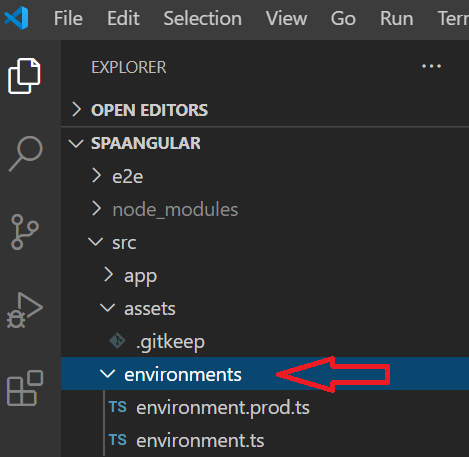 File Edit Selection View Go Run Tern
EXPLORER
OPEN EDITORS
SPAANGULAR
e2e
node_modules
src
app
assets
.gitkeep
environments
TS environment.prod.ts
TS environment.ts